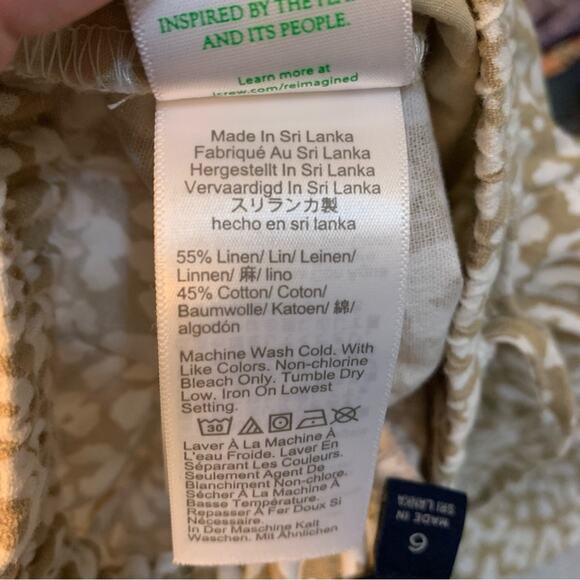 INSPIRED BY THE
AND ITS PEOPLE.
Learn more at
jcrew.com/reimagined
Made In Sri Lanka
Fabriqué Au Sri Lanka
Hergestellt In Sri Lanka
Vervaardigd In Sri Lanka
スリランカ製
hecho en sri lanka
55% Linen/ Lin/ Leinen/
Linnen/ 麻/ lino
45% Cotton/ Coton/
Baumwolle/ Katoen/ 綿/
algodón
Machine Wash Cold. With
Like Colors. Non-chlorine
Bleach Only. Tumble Dry
Low. Iron On Lowest
Setting.
30
Laver À La Machine À
L'eau Froide. Laver En
Séparant Les Couleurs.
Seulement Agent De
Blanchiment Non-chlore.
Sécher À La Machine À
Basse Température.
Repasser À Fer Doux Si
Nécessaire.
In Der Maschine Kalt
Waschen. Mit Ähnlichen
MADE IN
SRI LANKA
6